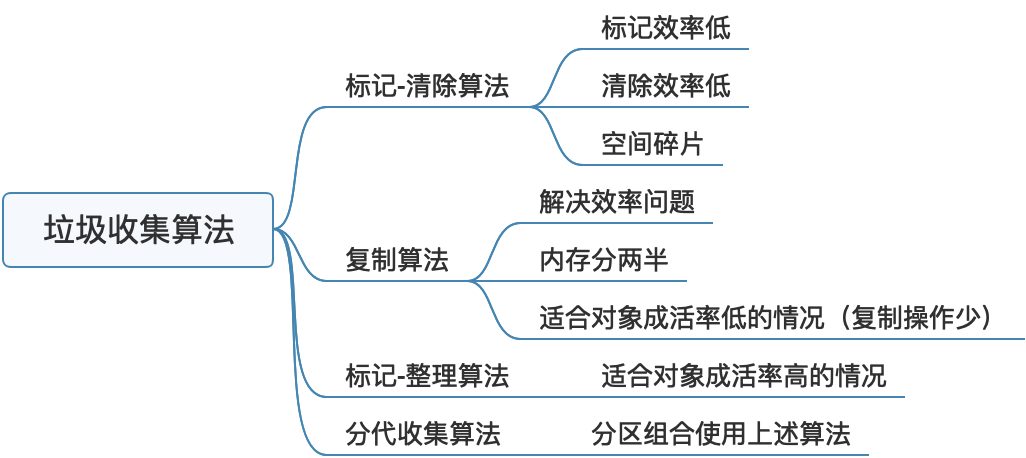 标记效率低
标记-清除算法
清除效率低
空间碎片
解决效率问题
垃圾收集算法
复制算法
内存分两半
适合对象成活率低的情况（复制操作少）
标记-整理算法
适合对象成活率高的情况
分代收集算法
分区组合使用上述算法